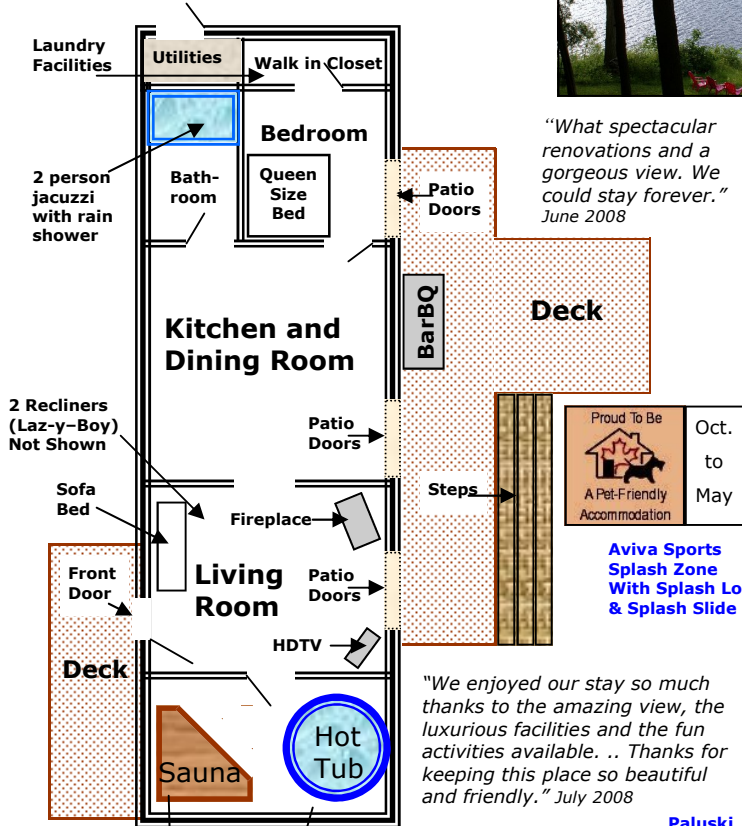 Laundry
Facilities
Utilities
Walk in Closet
Bedroom
2 person
jacuzzi
with rain
shower
Bath-
room
Queen
Size
Bed
Patio
Doors
“What spectacular
renovations and a
gorgeous view. We
could stay forever.”
June 2008
Kitchen and
Dining Room
BarBQ
Deck
2 Recliners
(Laz-y–Boy)
Not Shown
Patio
Doors
Proud To Be
A Pet-Friendly
Accommodation
Oct.
to
May
Sofa
Bed
Fireplace
Steps
Aviva Sports
Splash Zone
With Splash Lo
& Splash Slide
Front
Door
Living
Room
Patio
Doors
HDTV
Deck
Sauna
Hot
Tub
“We enjoyed our stay so much
thanks to the amazing view, the
luxurious facilities and the fun
activities available. .. Thanks for
keeping this place so beautiful
and friendly.” July 2008
Paluski